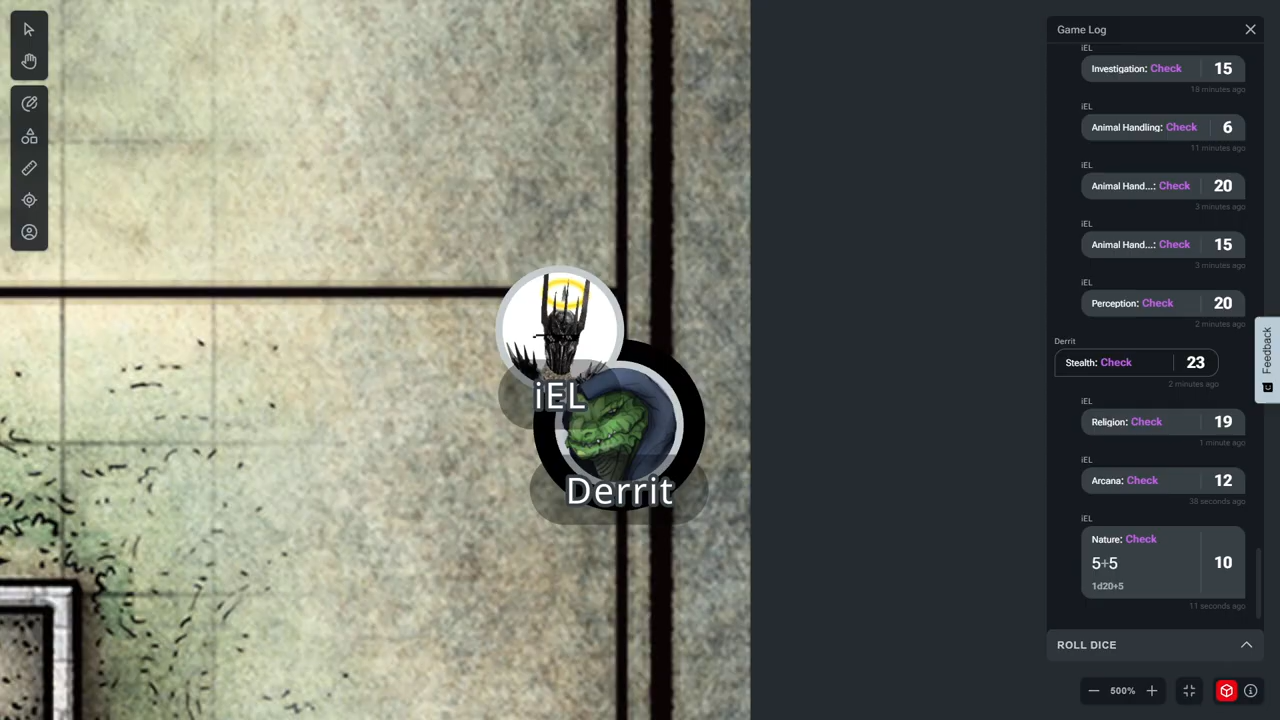 Game Log
iEL
Investigation: Check 15
18 minutes ago
iEL
Animal Handling: Check 6
11 minutes ago
iEL
Animal Hand...: Check 20
3 minutes ago
iEL
Animal Hand...: Check 15
3 minutes ago
iEL
Perception: Check 20
2 minutes ago
Derrit
Stealth: Check 23
2 minutes ago
iEL
Religion: Check 19
1 minute ago
iEL
Arcana: Check 12
38 seconds ago
iEL
Nature: Check
5+5 10
1d20+5
11 seconds ago
ROLL DICE
500%
Feedback
iEL
Derrit